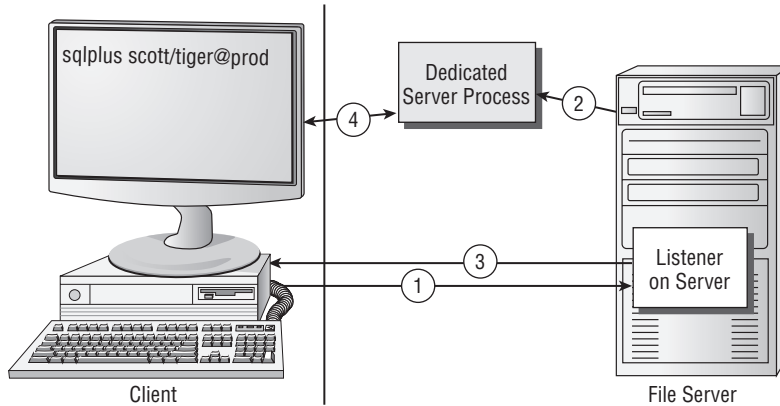 sqlplus scott/tiger@prod
Dedicated
Server Process
2
4
3
Listener
on Server
1
Client
File Server